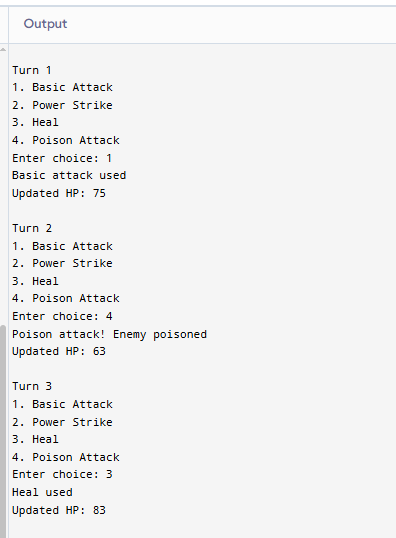 Output
Turn 1
1. Basic Attack
2. Power Strike
3. Heal
4. Poison Attack
Enter choice: 1
Basic attack used
Updated HP: 75
Turn 2
1. Basic Attack
2. Power Strike
3. Heal
4. Poison Attack
Enter choice: 4
Poison attack! Enemy poisoned
Updated HP: 63
Turn 3
1. Basic Attack
2. Power Strike
3. Heal
4. Poison Attack
Enter choice: 3
Heal used
Updated HP: 83